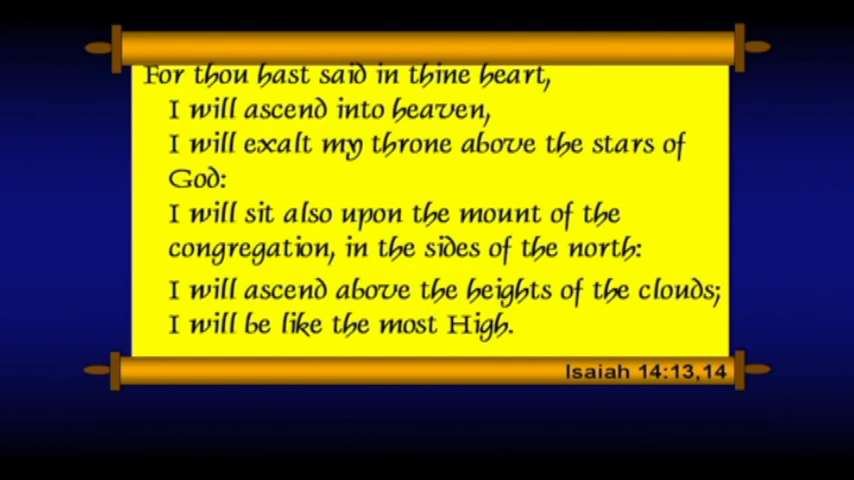 For thou hast said in thine heart,
I will ascend into heaven,
I will exalt my throne above the stars of
God:
I will sit also upon the mount of the
congregation, in the sides of the north:
I will ascend above the heights of the clouds;
I will be like the most High.
Isaiah 14:13,14